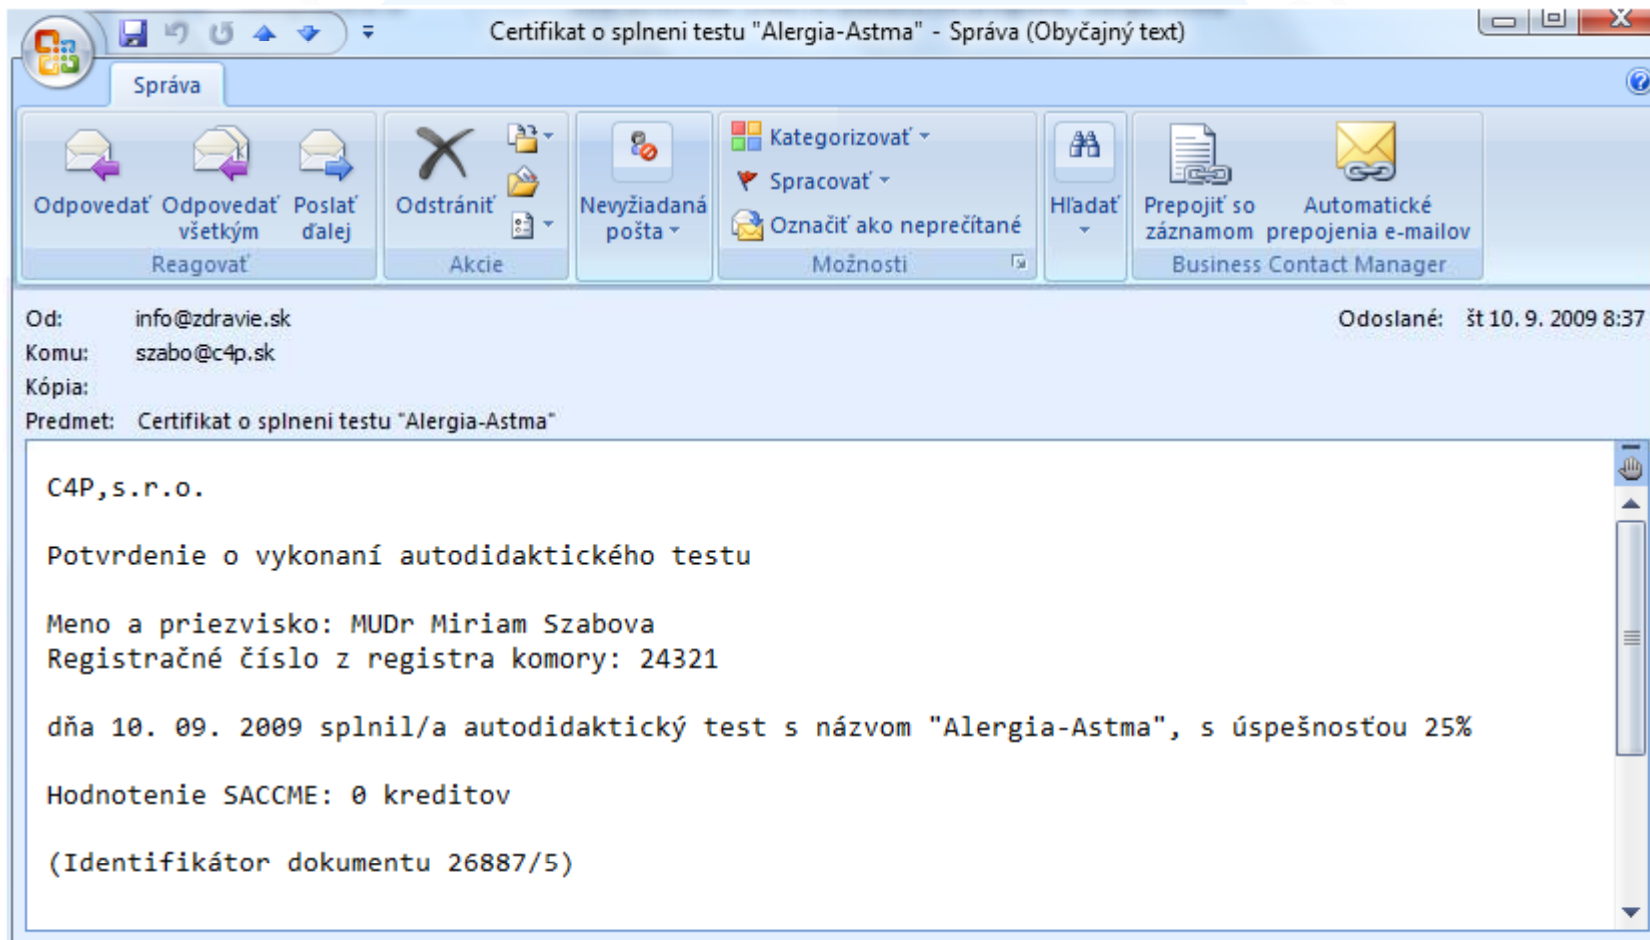 Certifikat o splneni testu "Alergia-Astma" - Správa (Obyčajný text)
Správa
Odpovedať
Odpovedať všetkým
Poslať ďalej
Reagovať
Odstrániť
Akcie
Nevyžiadaná pošta
Kategorizovať
Spracovať
Označiť ako neprečítané
Možnosti
Hľadať
Prepojiť so záznamom
Automatické prepojenia e-mailov
Business Contact Manager
Od: info@zdravie.sk
Odoslané: št 10. 9. 2009 8:37
Komu: szabo@c4p.sk
Kópia:
Predmet: Certifikat o splneni testu "Alergia-Astma"
C4P,s.r.o.
Potvrdenie o vykonaní autodidaktického testu
Meno a priezvisko: MUDr Miriam Szabova
Registračné číslo z registra komory: 24321
dňa 10. 09. 2009 splnil/a autodidaktický test s názvom "Alergia-Astma", s úspešnosťou 25%
Hodnotenie SACCME: 0 kreditov
(Identifikátor dokumentu 26887/5)